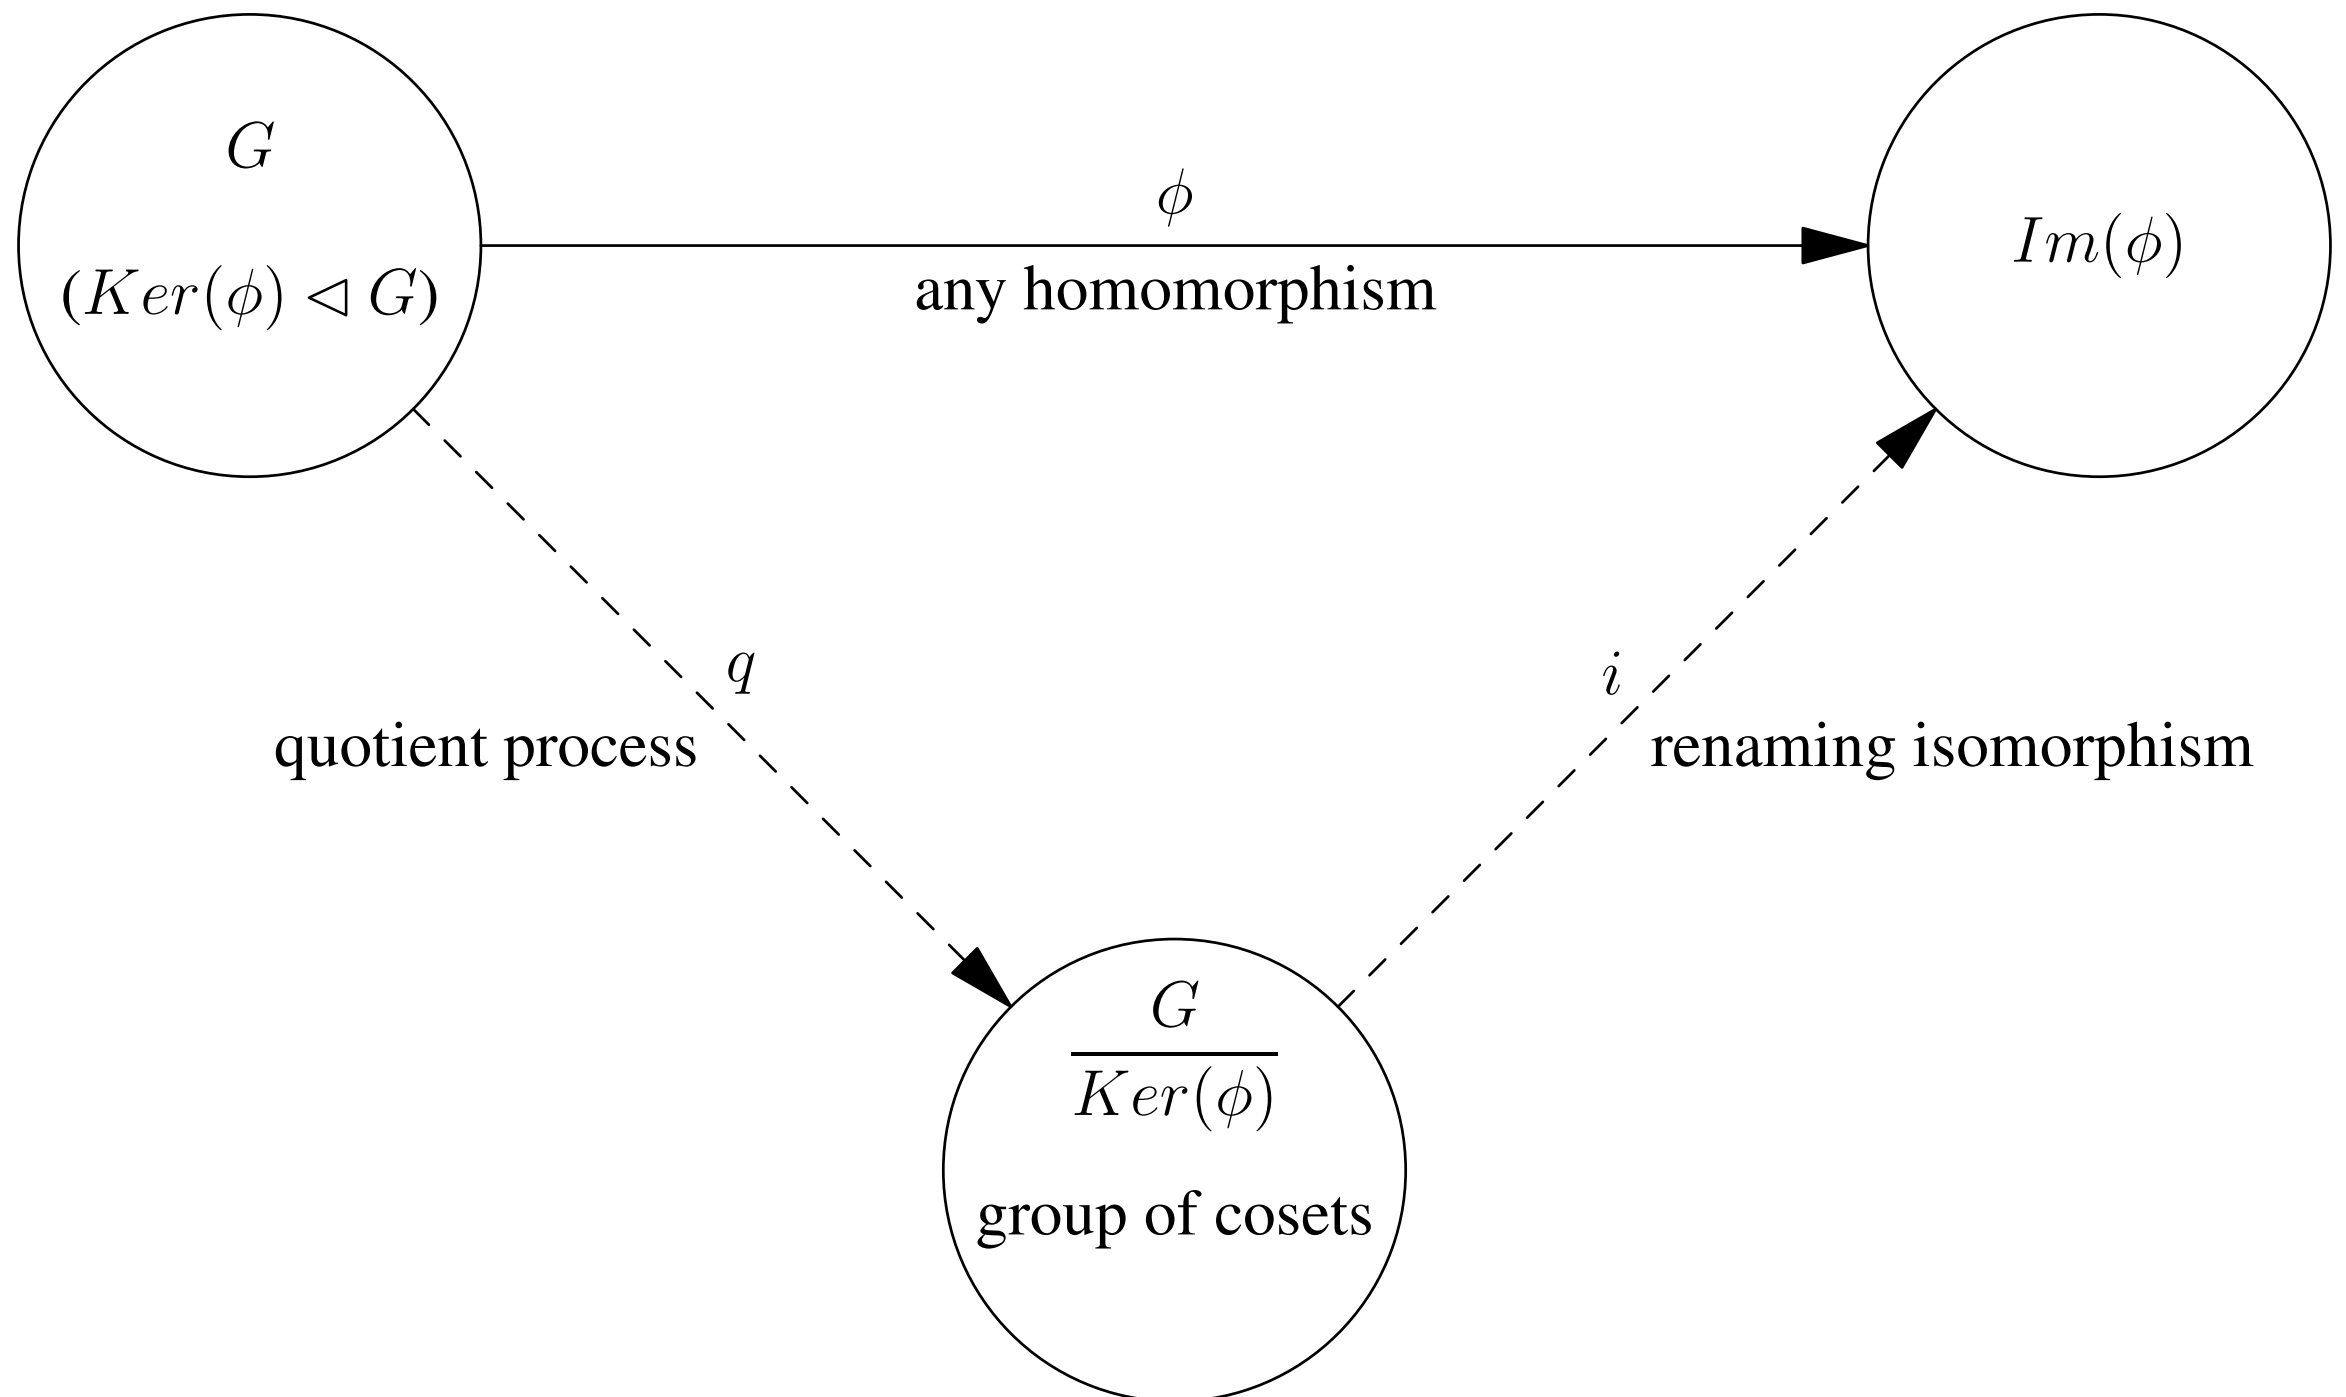 G
(Ker(ϕ) ◁ G)
ϕ
any homomorphism
Im(ϕ)
q
quotient process
i
renaming isomorphism
G
Ker(ϕ)
group of cosets